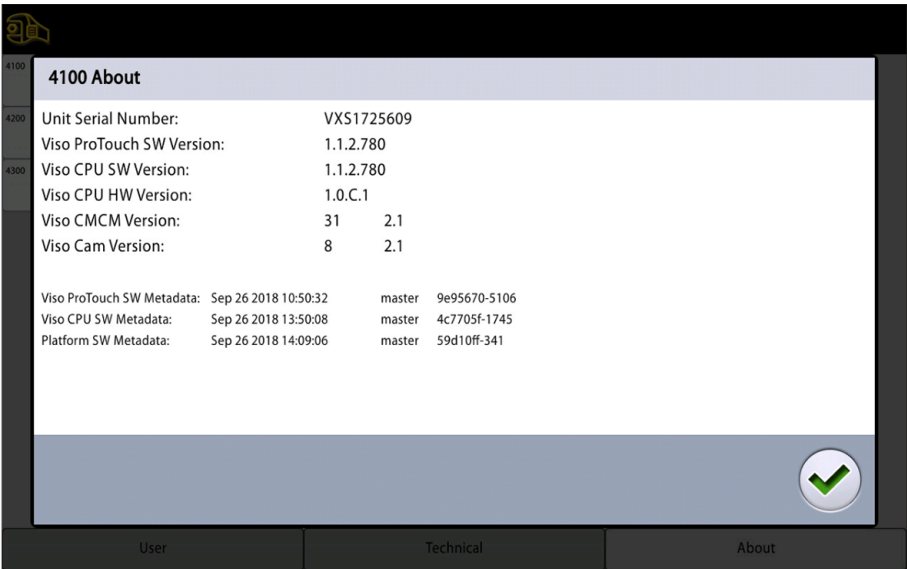 4100
4100 About
4200
4300
Unit Serial Number: VXS1725609
Viso ProTouch SW Version: 1.1.2.780
Viso CPU SW Version: 1.1.2.780
Viso CPU HW Version: 1.0.C.1
Viso CMCM Version: 31 2.1
Viso Cam Version: 8 2.1
Viso ProTouch SW Metadata: Sep 26 2018 10:50:32 master 9e95670-5106
Viso CPU SW Metadata: Sep 26 2018 13:50:08 master 4c7705f-1745
Platform SW Metadata: Sep 26 2018 14:09:06 master 59d10ff-341
User Technical About